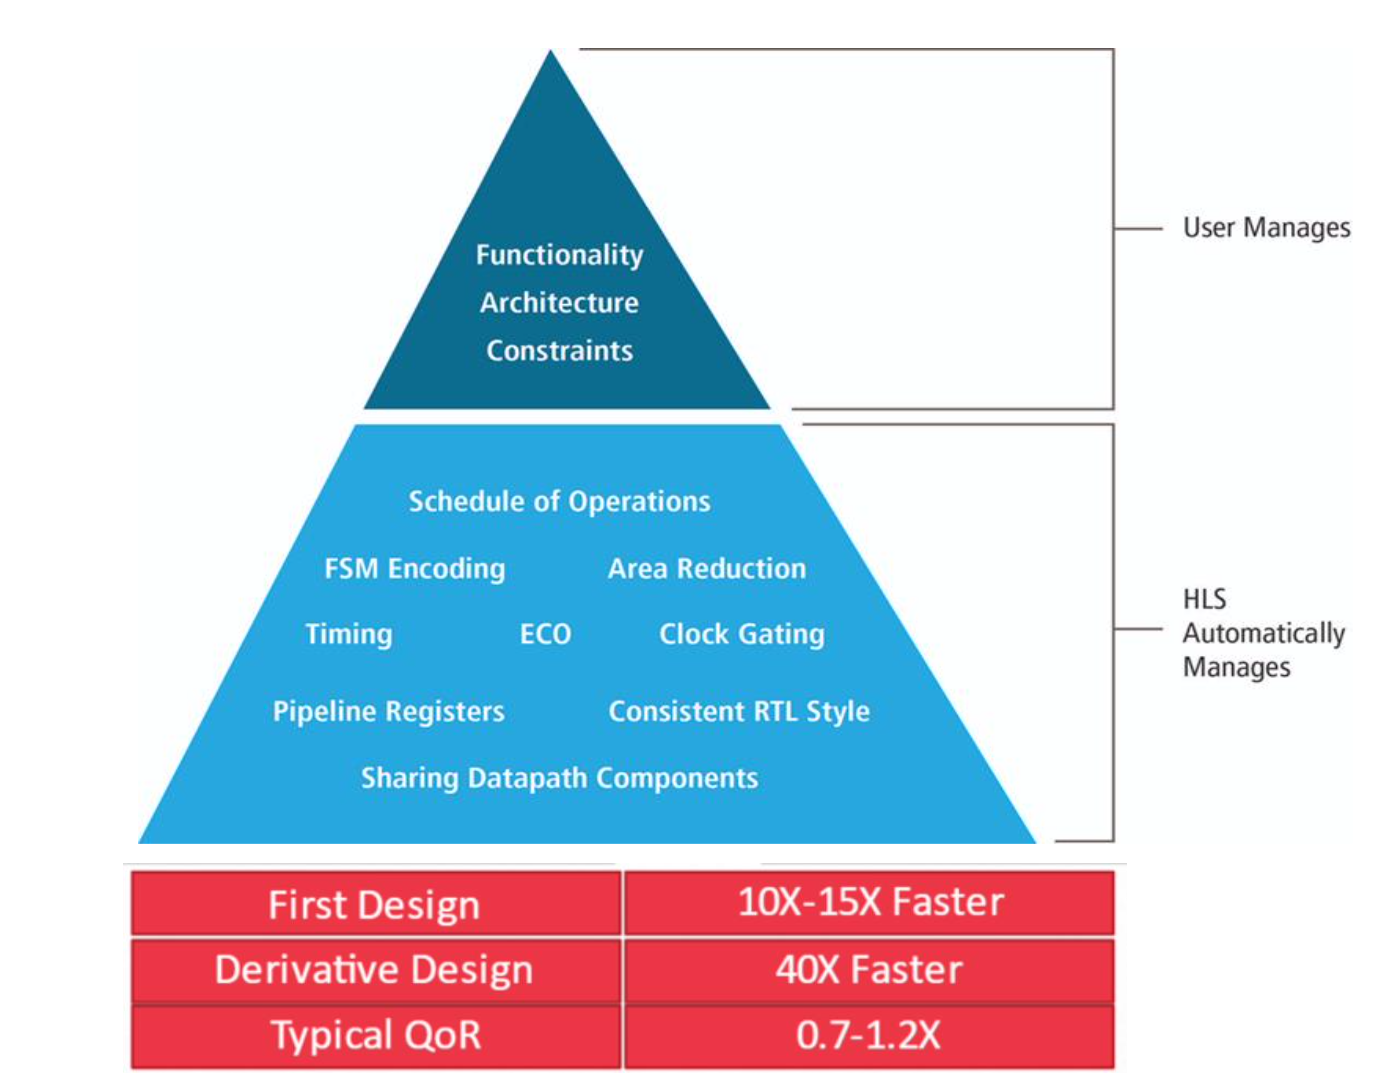 Functionality
Architecture
Constraints
User Manages
Schedule of Operations
FSM Encoding Area Reduction
Timing ECO Clock Gating
Pipeline Registers Consistent RTL Style
Sharing Datapath Components
HLS
Automatically
Manages
First Design 10X-15X Faster
Derivative Design 40X Faster
Typical QoR 0.7-1.2X